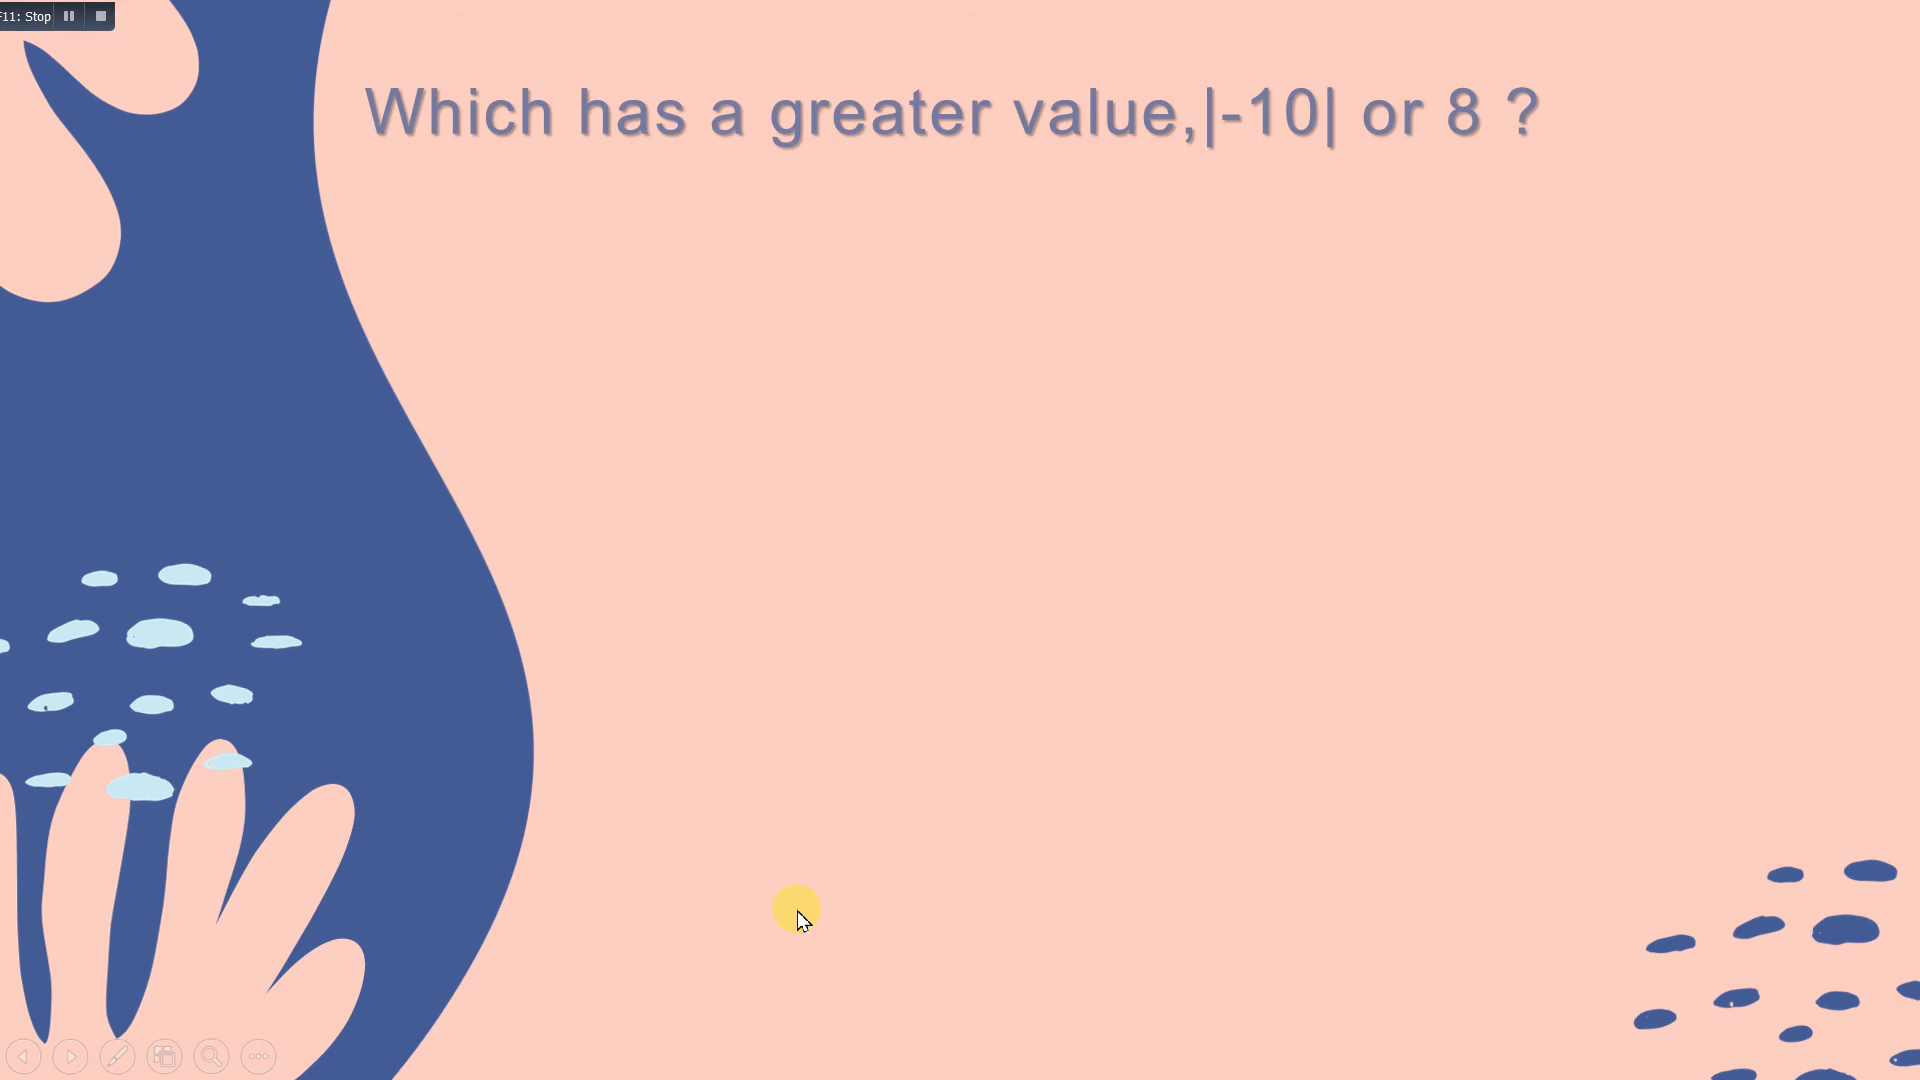 F11: Stop
Which has a greater value,|-10| or 8 ?